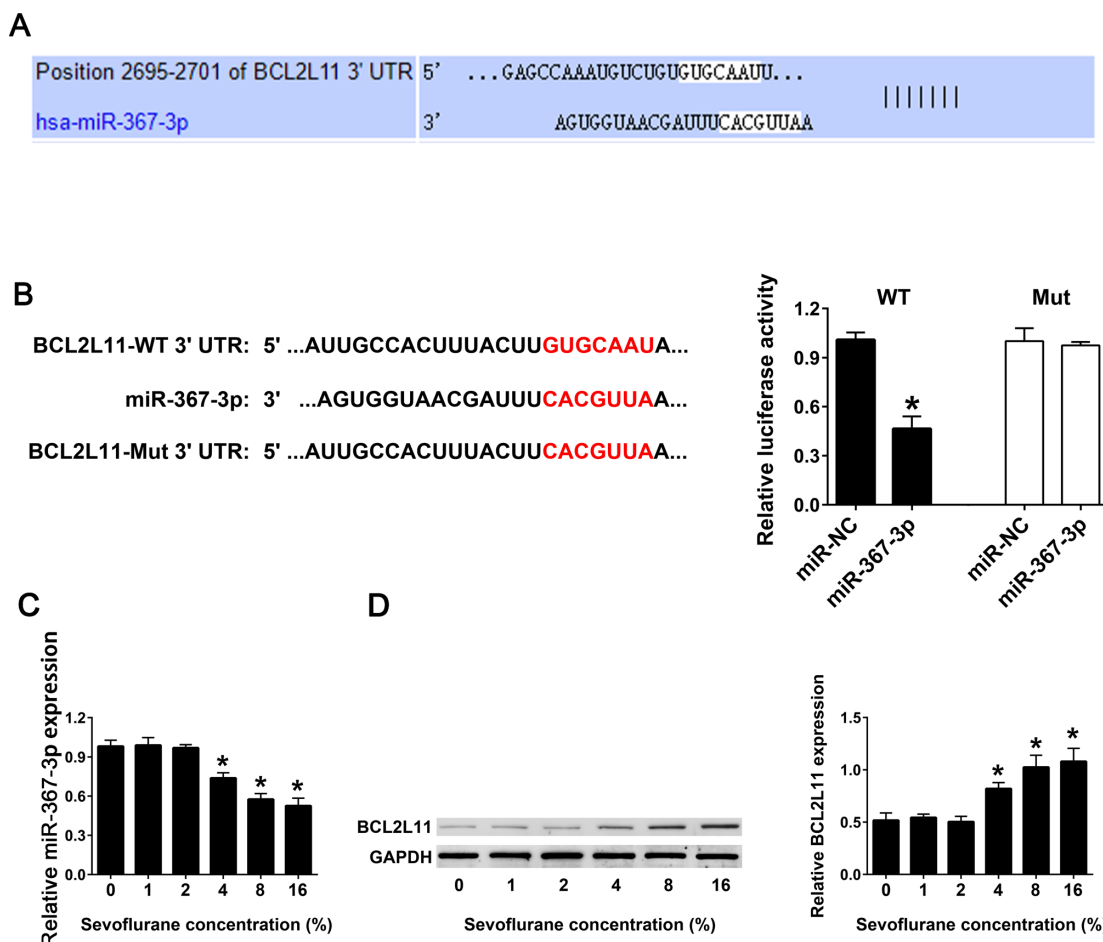 A
Position 2695-2701 of BCL2L11 3' UTR 5' ...GAGCCAAAUGUCUGUGUGCAAUU...
|||||||
hsa-miR-367-3p 3' AGUGGUAACGAUUUCACGUUAA
B
BCL2L11-WT 3' UTR: 5' ...AUUGCCACUUUACUUGUGCAAUA...
miR-367-3p: 3' ...AGUGGUAACGAUUUCACGUUAA...
BCL2L11-Mut 3' UTR: 5' ...AUUGCCACUUUACUUCACGUUAA...
WT Mut
Relative luciferase activity
1.2
0.9
0.6
0.3
0.0
*
miR-NC
miR-367-3p
miR-NC
miR-367-3p
C
Relative miR-367-3p expression
1.2
0.9
0.6
0.3
0.0
* * *
0 1 2 4 8 16
Sevoflurane concentration (%)
D
BCL2L11
GAPDH
0 1 2 4 8 16
Sevoflurane concentration (%)
Relative BCL2L11 expression
1.5
1.0
0.5
0.0
* * *
0 1 2 4 8 16
Sevoflurane concentration (%)